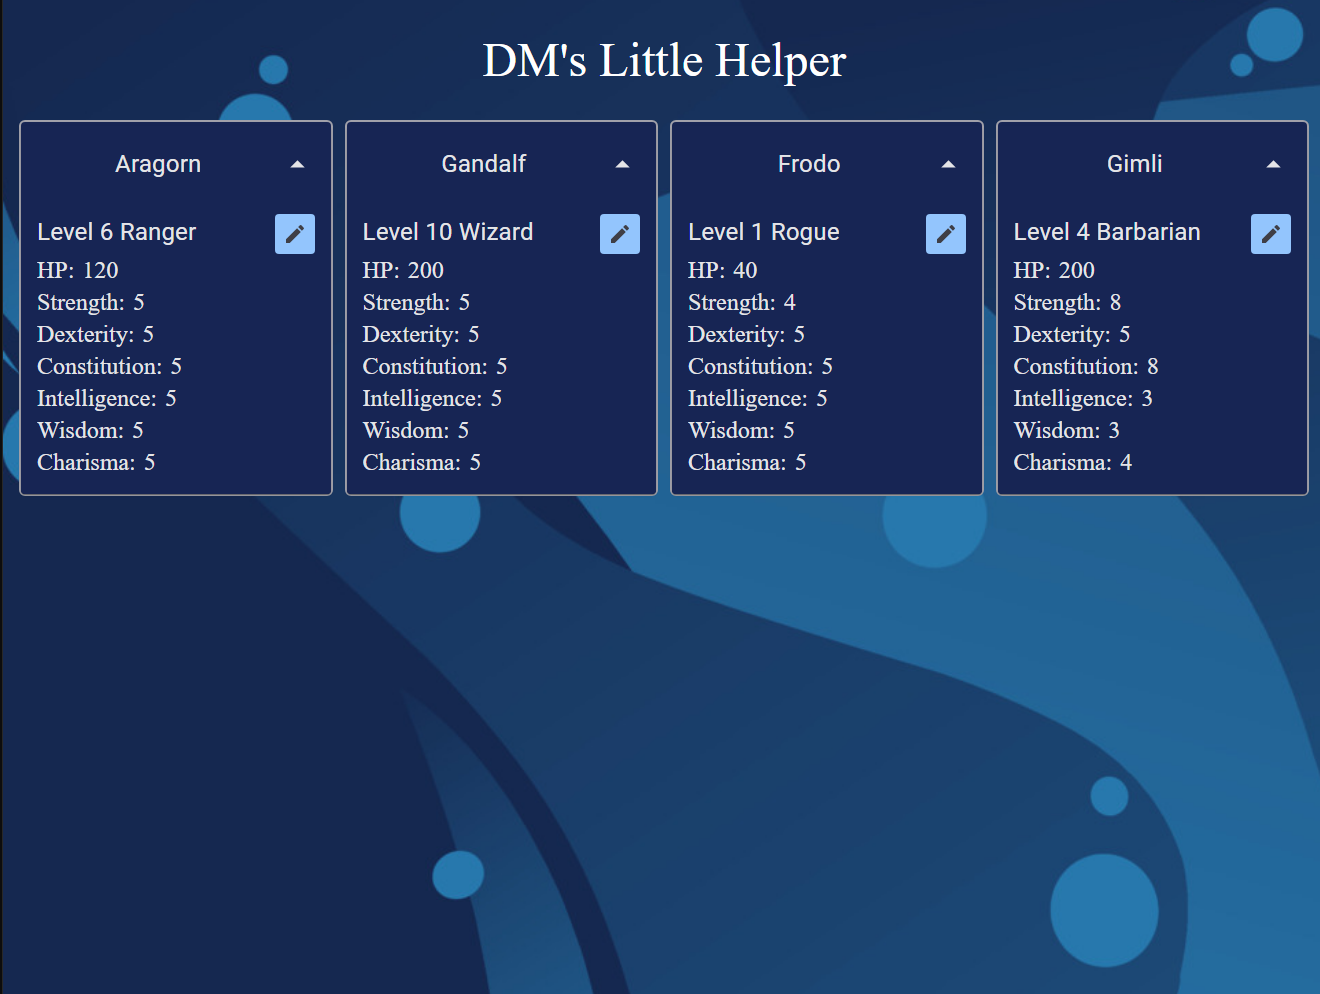 DM's Little Helper
Aragorn
Level 6 Ranger
HP: 120
Strength: 5
Dexterity: 5
Constitution: 5
Intelligence: 5
Wisdom: 5
Charisma: 5
Gandalf
Level 10 Wizard
HP: 200
Strength: 5
Dexterity: 5
Constitution: 5
Intelligence: 5
Wisdom: 5
Charisma: 5
Frodo
Level 1 Rogue
HP: 40
Strength: 4
Dexterity: 5
Constitution: 5
Intelligence: 5
Wisdom: 5
Charisma: 5
Gimli
Level 4 Barbarian
HP: 200
Strength: 8
Dexterity: 5
Constitution: 8
Intelligence: 3
Wisdom: 3
Charisma: 4